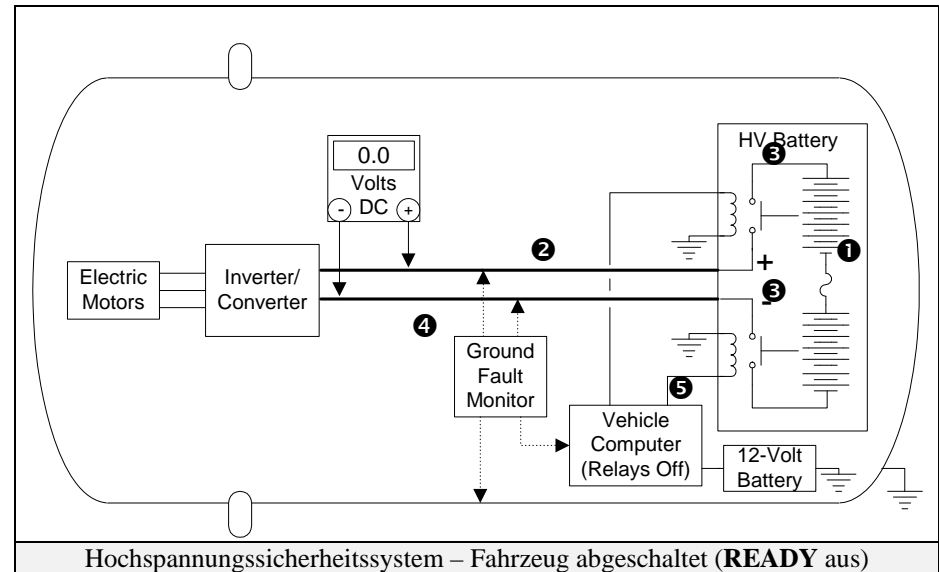 HV Battery
❸
0.0
Volts
DC
- +
❶
❷
+
Electric
Motors
Inverter/
Converter
❸
-
❹
Ground
Fault
Monitor
❺
Vehicle
Computer
(Relays Off)
12-Volt
Battery
Hochspannungssicherheitssystem – Fahrzeug abgeschaltet (READY aus)